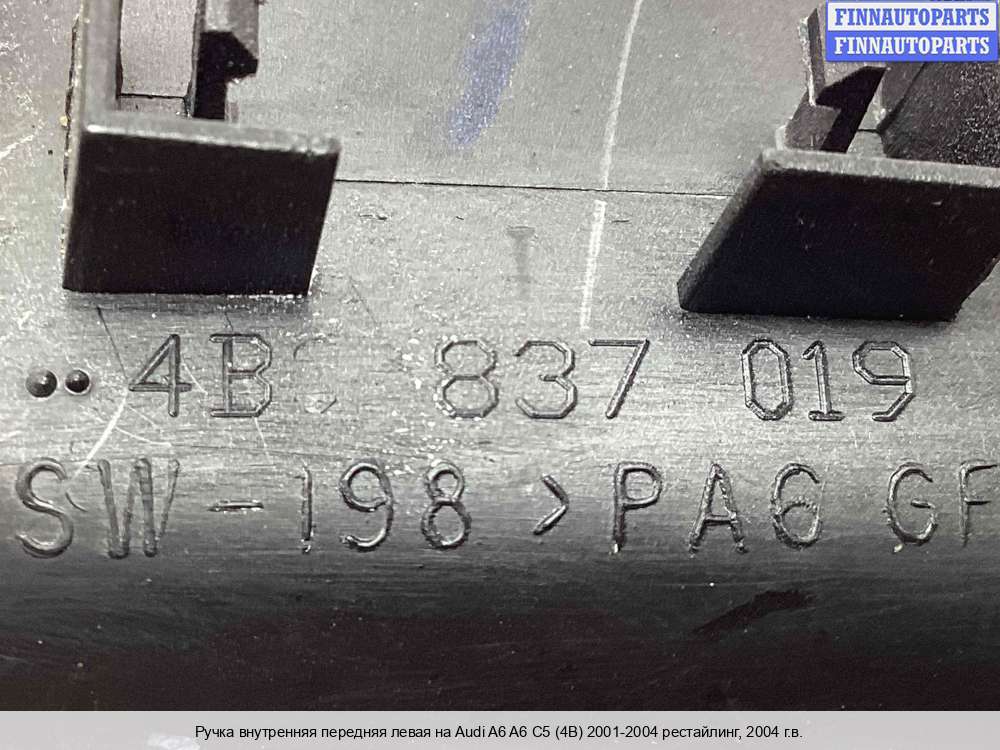 FINNAUTOPARTS
FINNAUTOPARTS
4B 837 019
SW-198 >PA6 GF
Ручка внутренняя передняя левая на Audi A6 A6 C5 (4B) 2001-2004 рестайлинг, 2004 г.в.